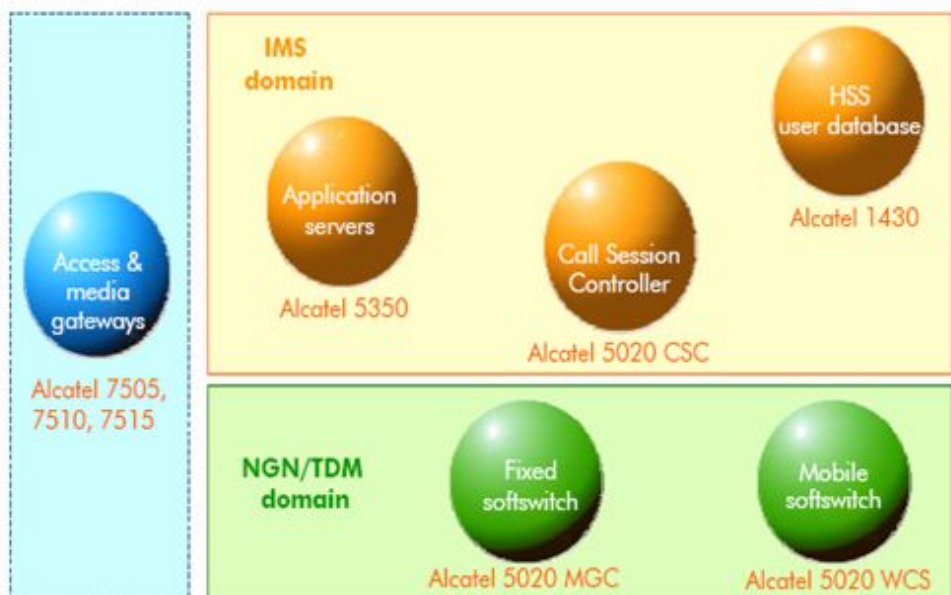 Access &
media
gateways
Alcatel 7505,
7510, 7515
IMS
domain
Application
servers
Alcatel 5350
Call Session
Controller
Alcatel 5020 CSC
HSS
user database
Alcatel 1430
NGN/TDM
domain
Fixed
softswitch
Alcatel 5020 MGC
Mobile
softswitch
Alcatel 5020 WCS